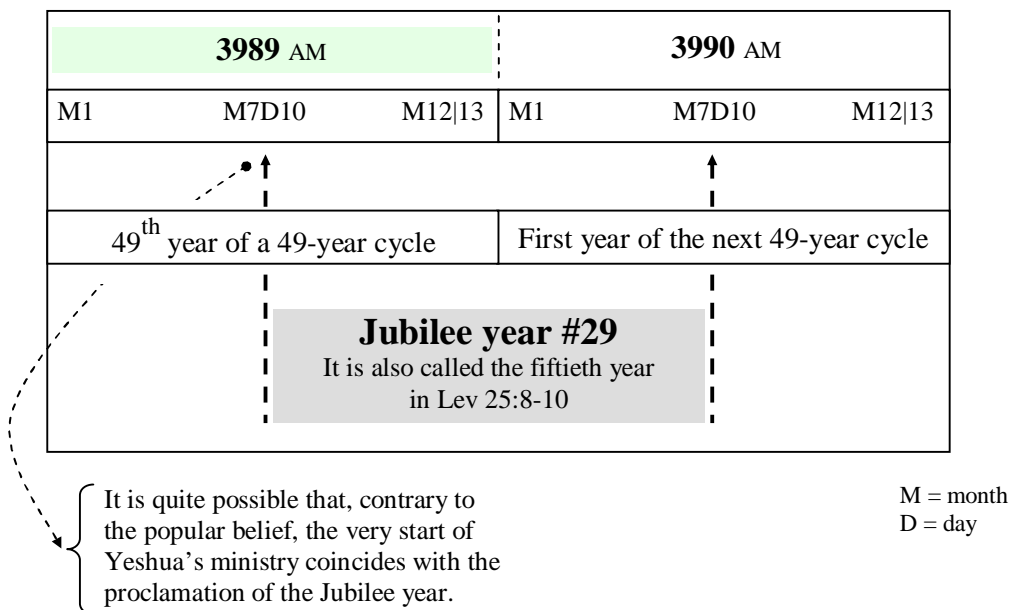 3989 AM 3990 AM
M1 M7D10 M12|13 M1 M7D10 M12|13
49th year of a 49-year cycle First year of the next 49-year cycle
Jubilee year #29
It is also called the fiftieth year
in Lev 25:8-10
It is quite possible that, contrary to
the popular belief, the very start of
Yeshua’s ministry coincides with the
proclamation of the Jubilee year.
M = month
D = day